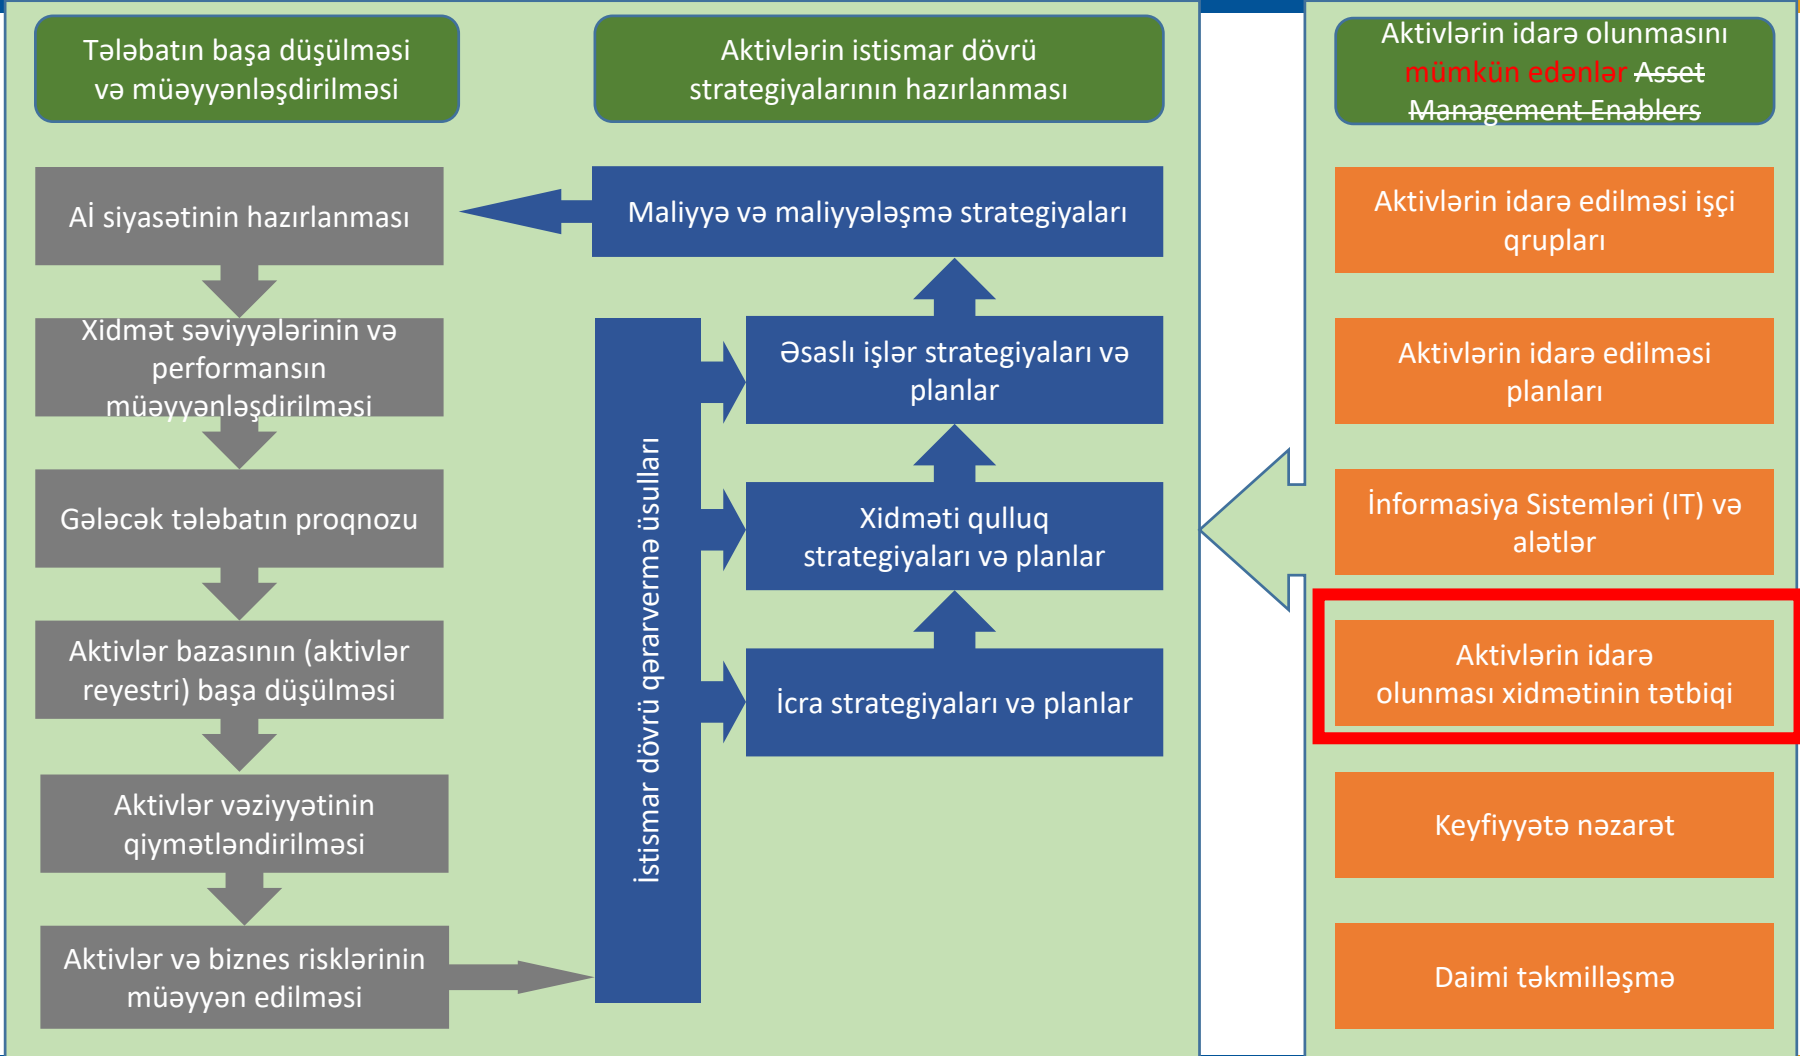 Tələbatın başa düşülməsi
və müəyyənləşdirilməsi
Aİ siyasətinin hazırlanması
Xidmət səviyyələrinin və
performansın
müəyyənləşdirilməsi
Gələcək tələbatın proqnozu
Aktivlər bazasının (aktivlər
reyestri) başa düşülməsi
Aktivlər vəziyyətinin
qiymətləndirilməsi
Aktivlər və biznes risklərinin
müəyyən edilməsi
Aktivlərin istismar dövrü
strategiyalarının hazırlanması
Maliyyə və maliyyələşmə strategiyaları
İstismar dövrü qərarvermə üsulları
Əsaslı işlər strategiyaları və
planlar
Xidməti qulluq
strategiyaları və planlar
İcra strategiyaları və planlar
Aktivlərin idarə olunmasını
mümkün edənlər Asset
Management Enablers
Aktivlərin idarə edilməsi işçi
qrupları
Aktivlərin idarə edilməsi
planları
İnformasiya Sistemləri (IT) və
alətlər
Aktivlərin idarə
olunması xidmətinin tətbiqi
Keyfiyyətə nəzarət
Daimi təkmilləşmə